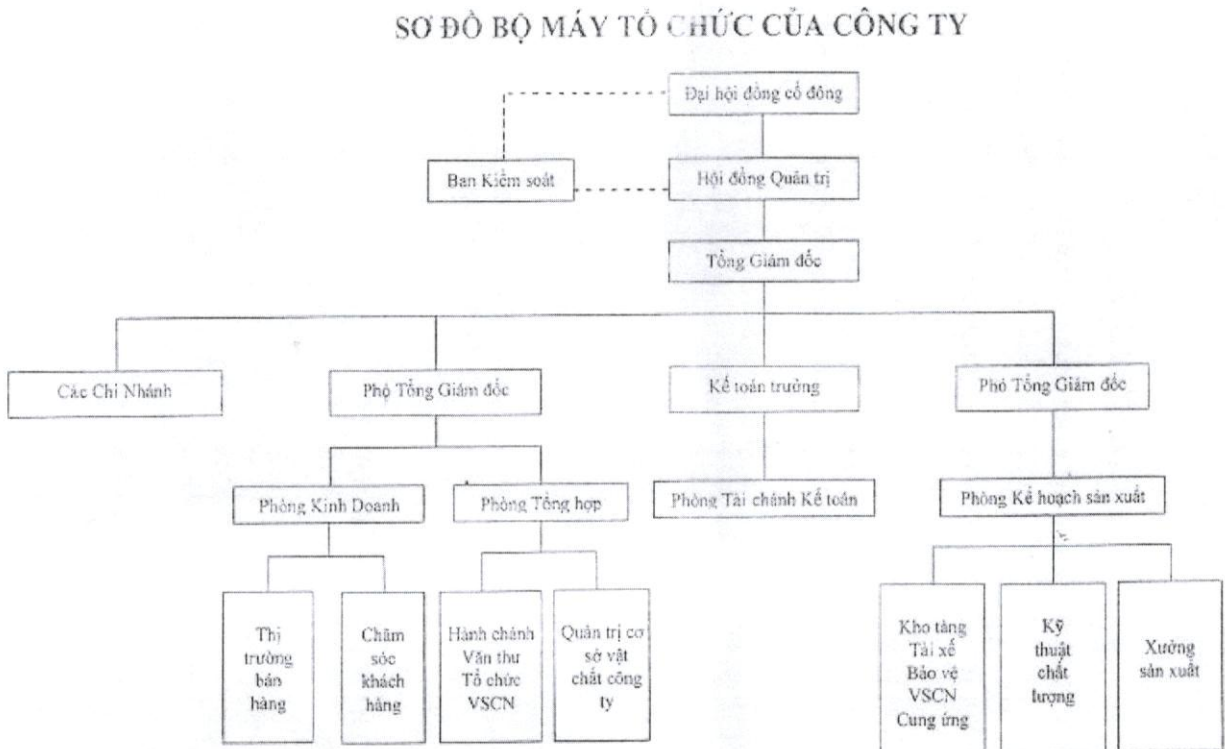 SƠ ĐỒ BỘ MÁY TỔ CHỨC CỦA CÔNG TY
Đại hội đồng cổ đông
Ban Kiểm soát
Hội đồng Quản trị
Tổng Giám đốc
Các Chi Nhánh
Phó Tổng Giám đốc
Kế toán trưởng
Phó Tổng Giám đốc
Phòng Kinh Doanh
Phòng Tổng hợp
Phòng Tài chánh Kế toán
Phòng Kế hoạch sản xuất
Thị
trường
bán
hàng
Chăm
sóc
khách
hàng
Hành chánh
Văn thư
Tổ chức
VSCN
Quản trị cơ
sở vật
chất công
ty
Kho tàng
Tài xế
Bảo vệ
VSCN
Cung ứng
Kỹ
thuật
chất
lượng
Xưởng
sản xuất